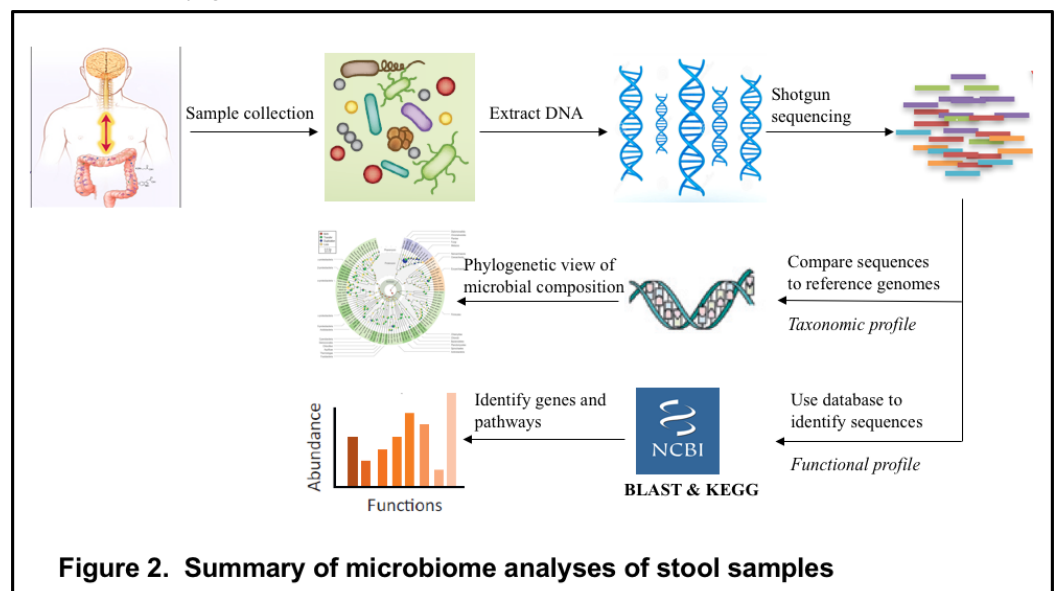 Sample collection
Extract DNA
Shotgun
sequencing
Phylogenetic view of
microbial composition
Compare sequences
to reference genomes
Taxonomic profile
Identify genes and
pathways
Use database to
identify sequences
Functional profile
NCBI
BLAST & KEGG
Abundance
Functions
Figure 2.  Summary of microbiome analyses of stool samples